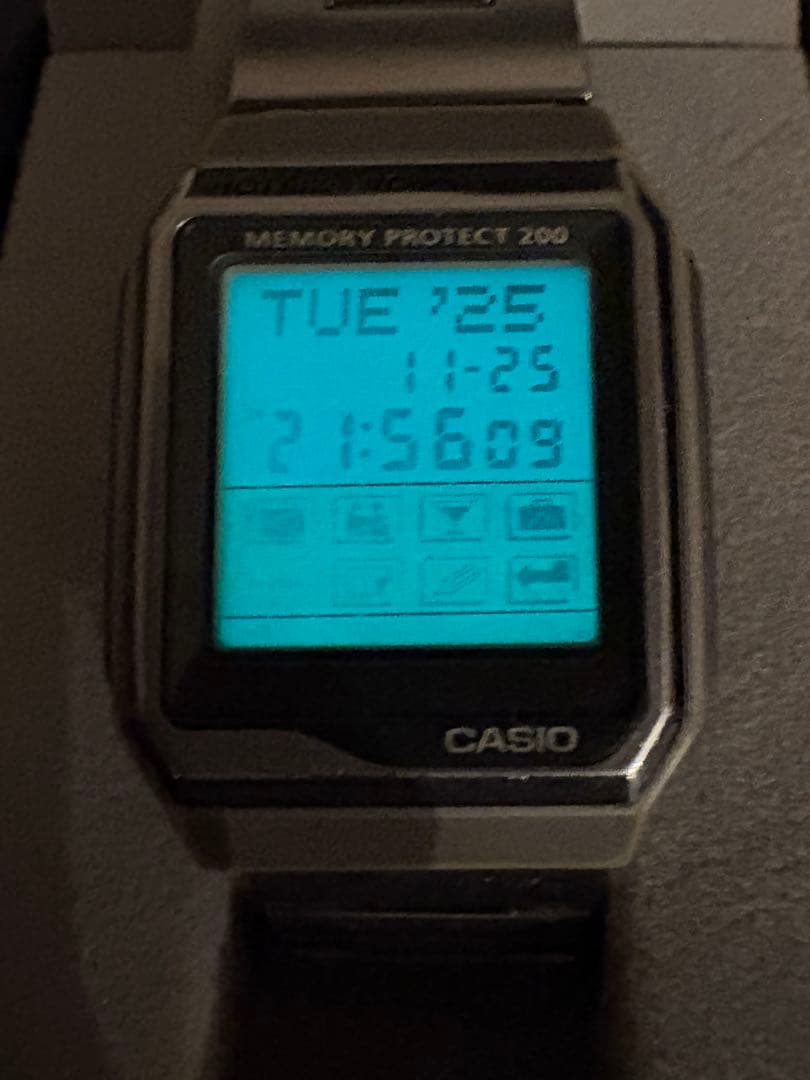 MEMORY PROTECT 200
TUE '25
11-25
21:56 09
CASIO